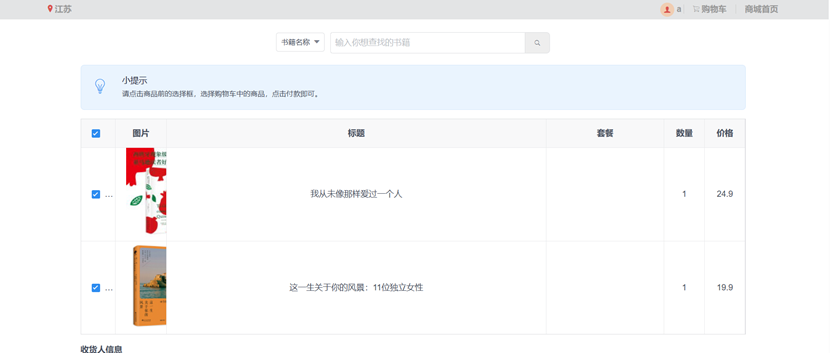 江苏
a 购物车 商城首页
书籍名称 输入你想查找的书籍
小提示
请点击商品前的选择框，选择购物车中的商品，点击付款即可。
图片 标题 套餐 数量 价格
... 我从未像那样爱过一个人 1 24.9
... 这一生关于你的风景：11位独立女性 1 19.9
收货人信息